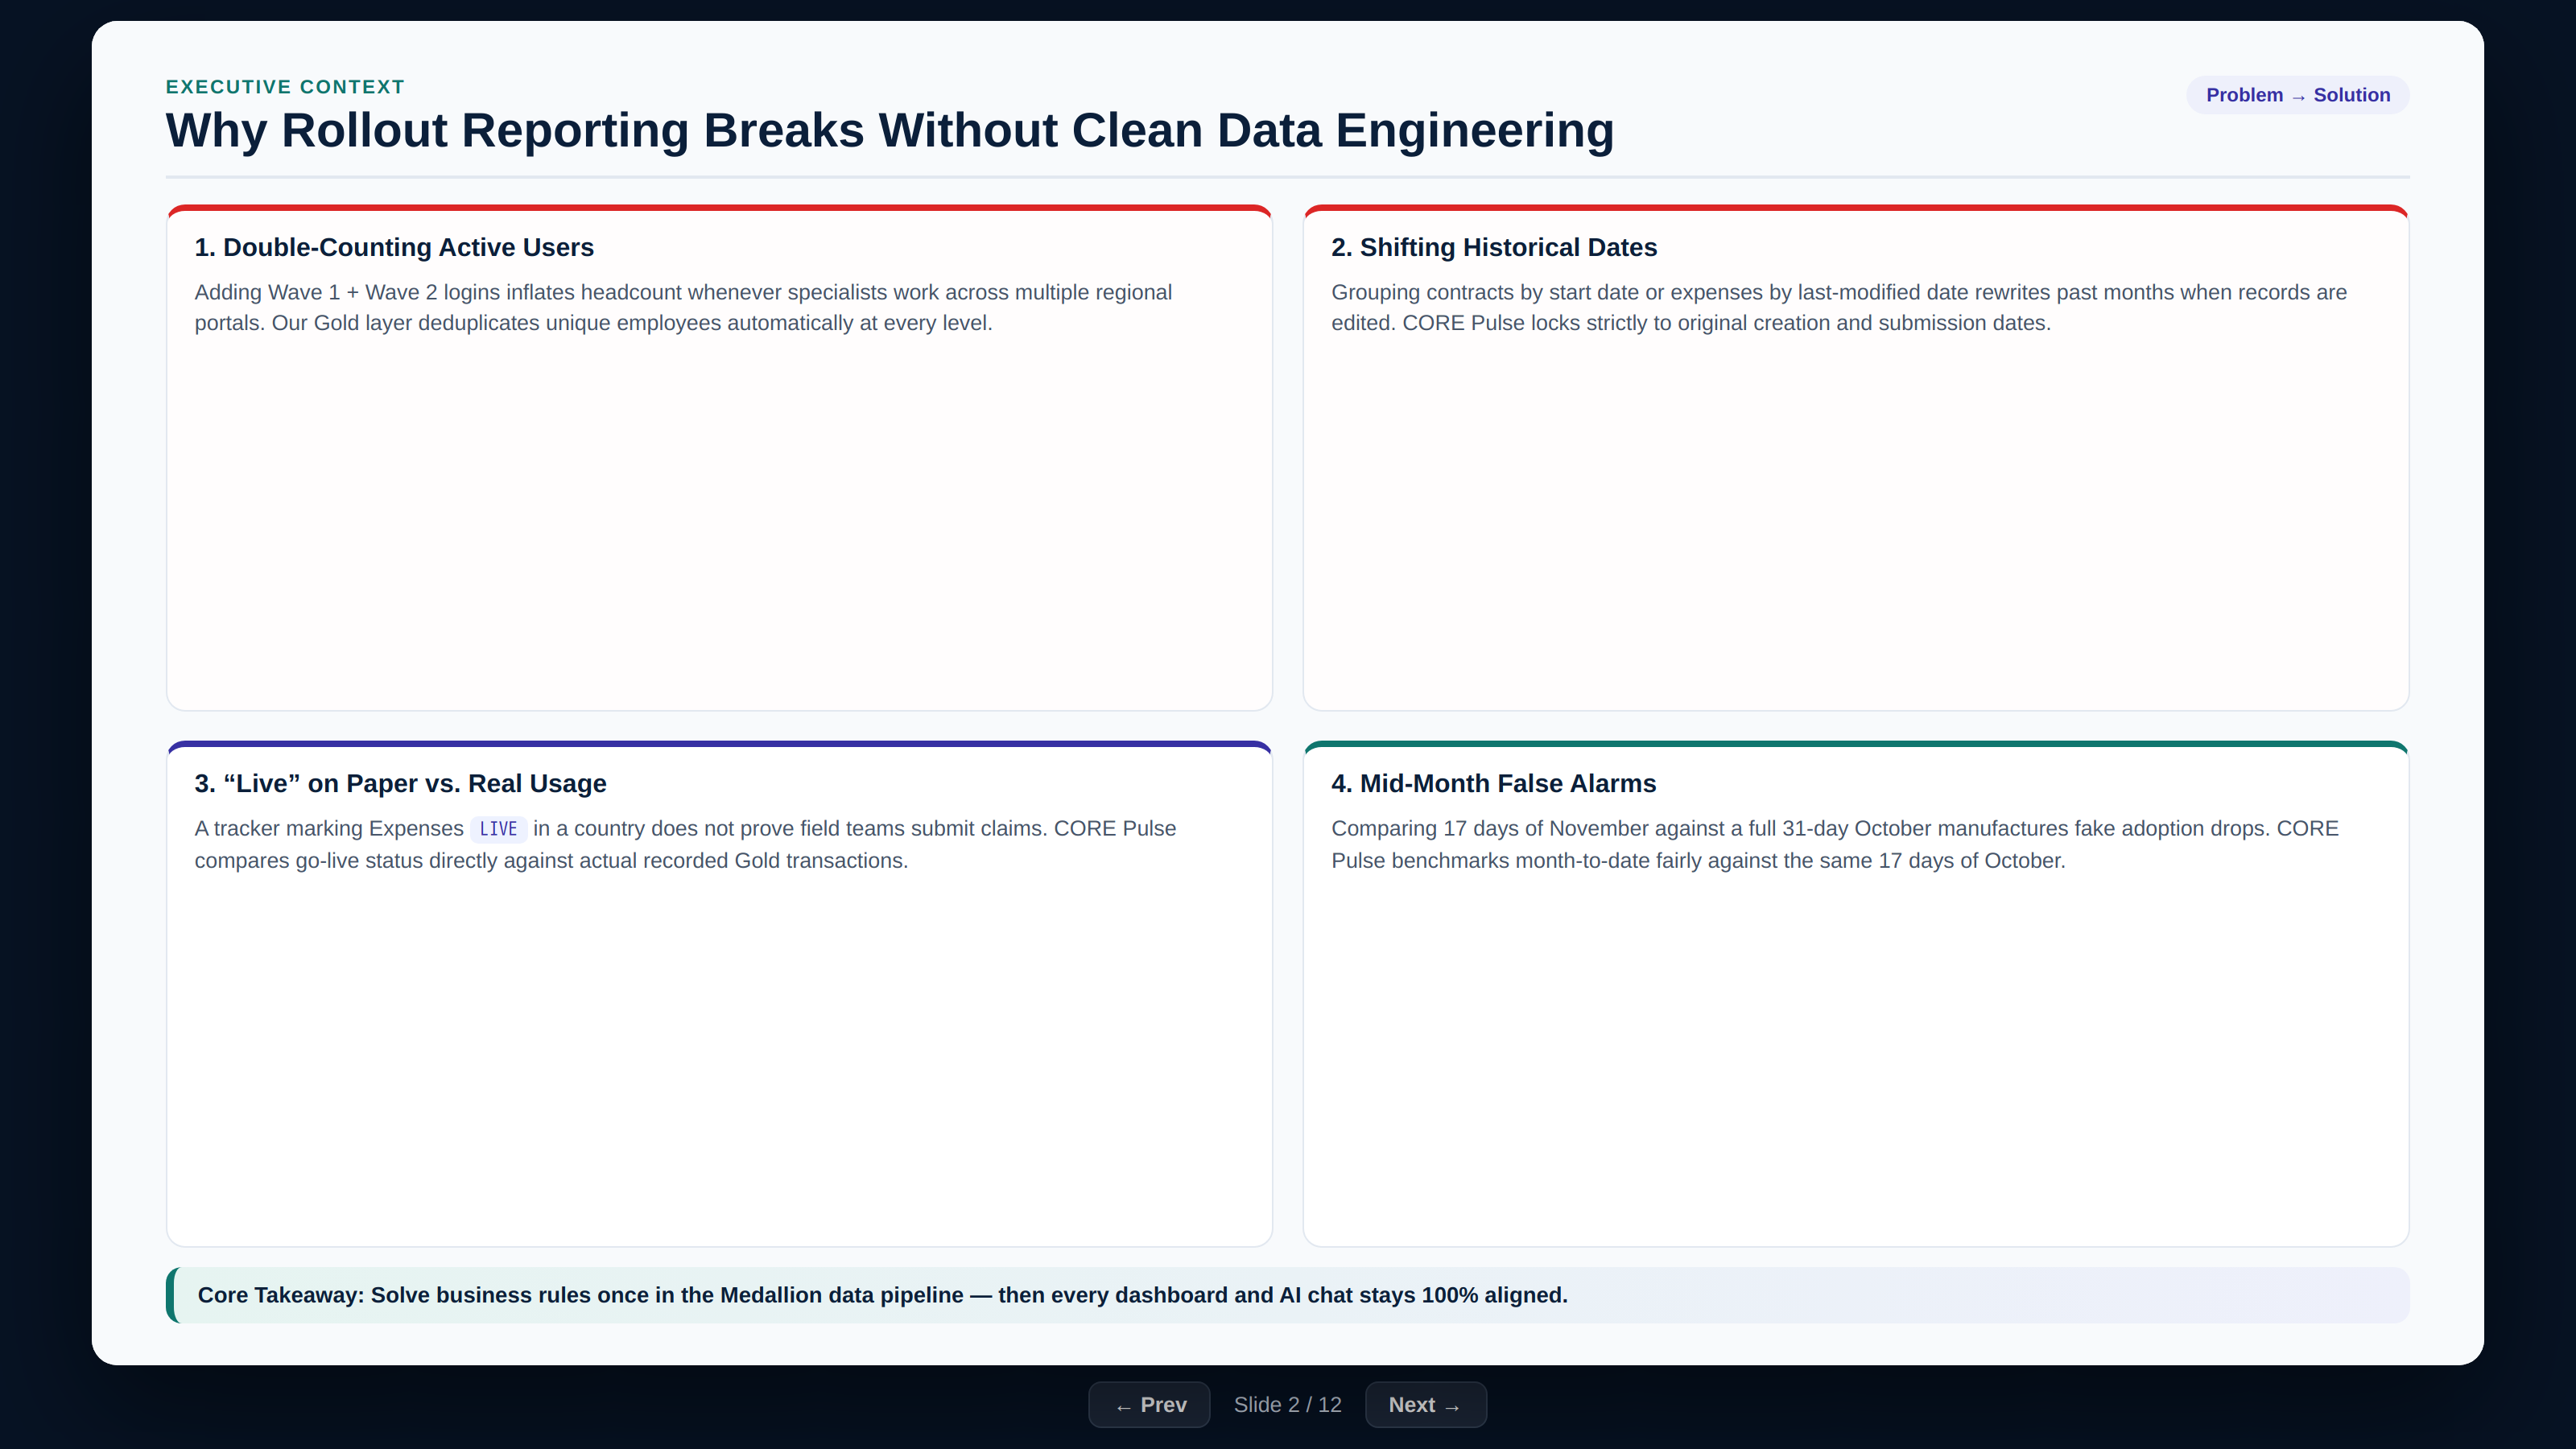 EXECUTIVE CONTEXT
Why Rollout Reporting Breaks Without Clean Data Engineering
Problem → Solution
1. Double-Counting Active Users
Adding Wave 1 + Wave 2 logins inflates headcount whenever specialists work across multiple regional
portals. Our Gold layer deduplicates unique employees automatically at every level.
2. Shifting Historical Dates
Grouping contracts by start date or expenses by last-modified date rewrites past months when records are
edited. CORE Pulse locks strictly to original creation and submission dates.
3. “Live” on Paper vs. Real Usage
A tracker marking Expenses LIVE in a country does not prove field teams submit claims. CORE Pulse
compares go-live status directly against actual recorded Gold transactions.
4. Mid-Month False Alarms
Comparing 17 days of November against a full 31-day October manufactures fake adoption drops. CORE
Pulse benchmarks month-to-date fairly against the same 17 days of October.
Core Takeaway: Solve business rules once in the Medallion data pipeline — then every dashboard and AI chat stays 100% aligned.
← Prev
Slide 2 / 12
Next →